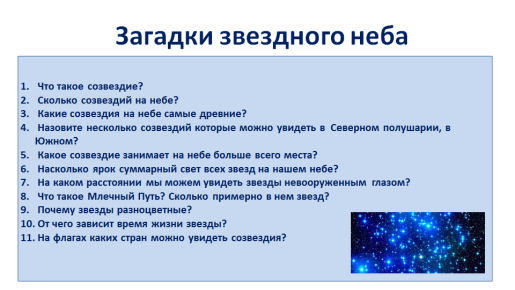 Загадки звездного неба
1. Что такое созвездие?
2. Сколько созвездий на небе?
3. Какие созвездия на небе самые древние?
4. Назовите несколько созвездий которые можно увидеть в Северном полушарии, в
Южном?
5. Какое созвездие занимает на небе больше всего места?
6. Насколько ярок суммарный свет всех звезд на нашем небе?
7. На каком расстоянии мы можем увидеть звезды невооруженным глазом?
8. Что такое Млечный Путь? Сколько примерно в нем звезд?
9. Почему звезды разноцветные?
10. От чего зависит время жизни звезды?
11. На флагах каких стран можно увидеть созвездия?